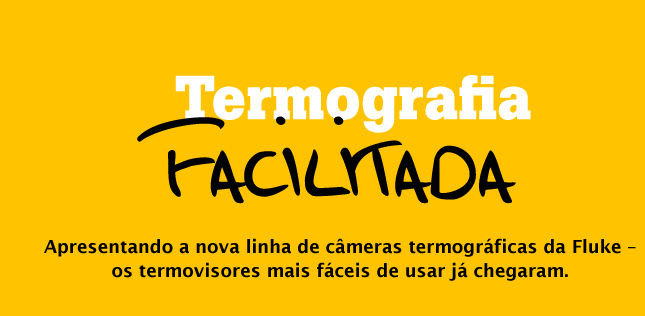 Termografia
FACILITADA
Apresentando a nova linha de câmeras termográficas da Fluke –
os termovisores mais fáceis de usar já chegaram.